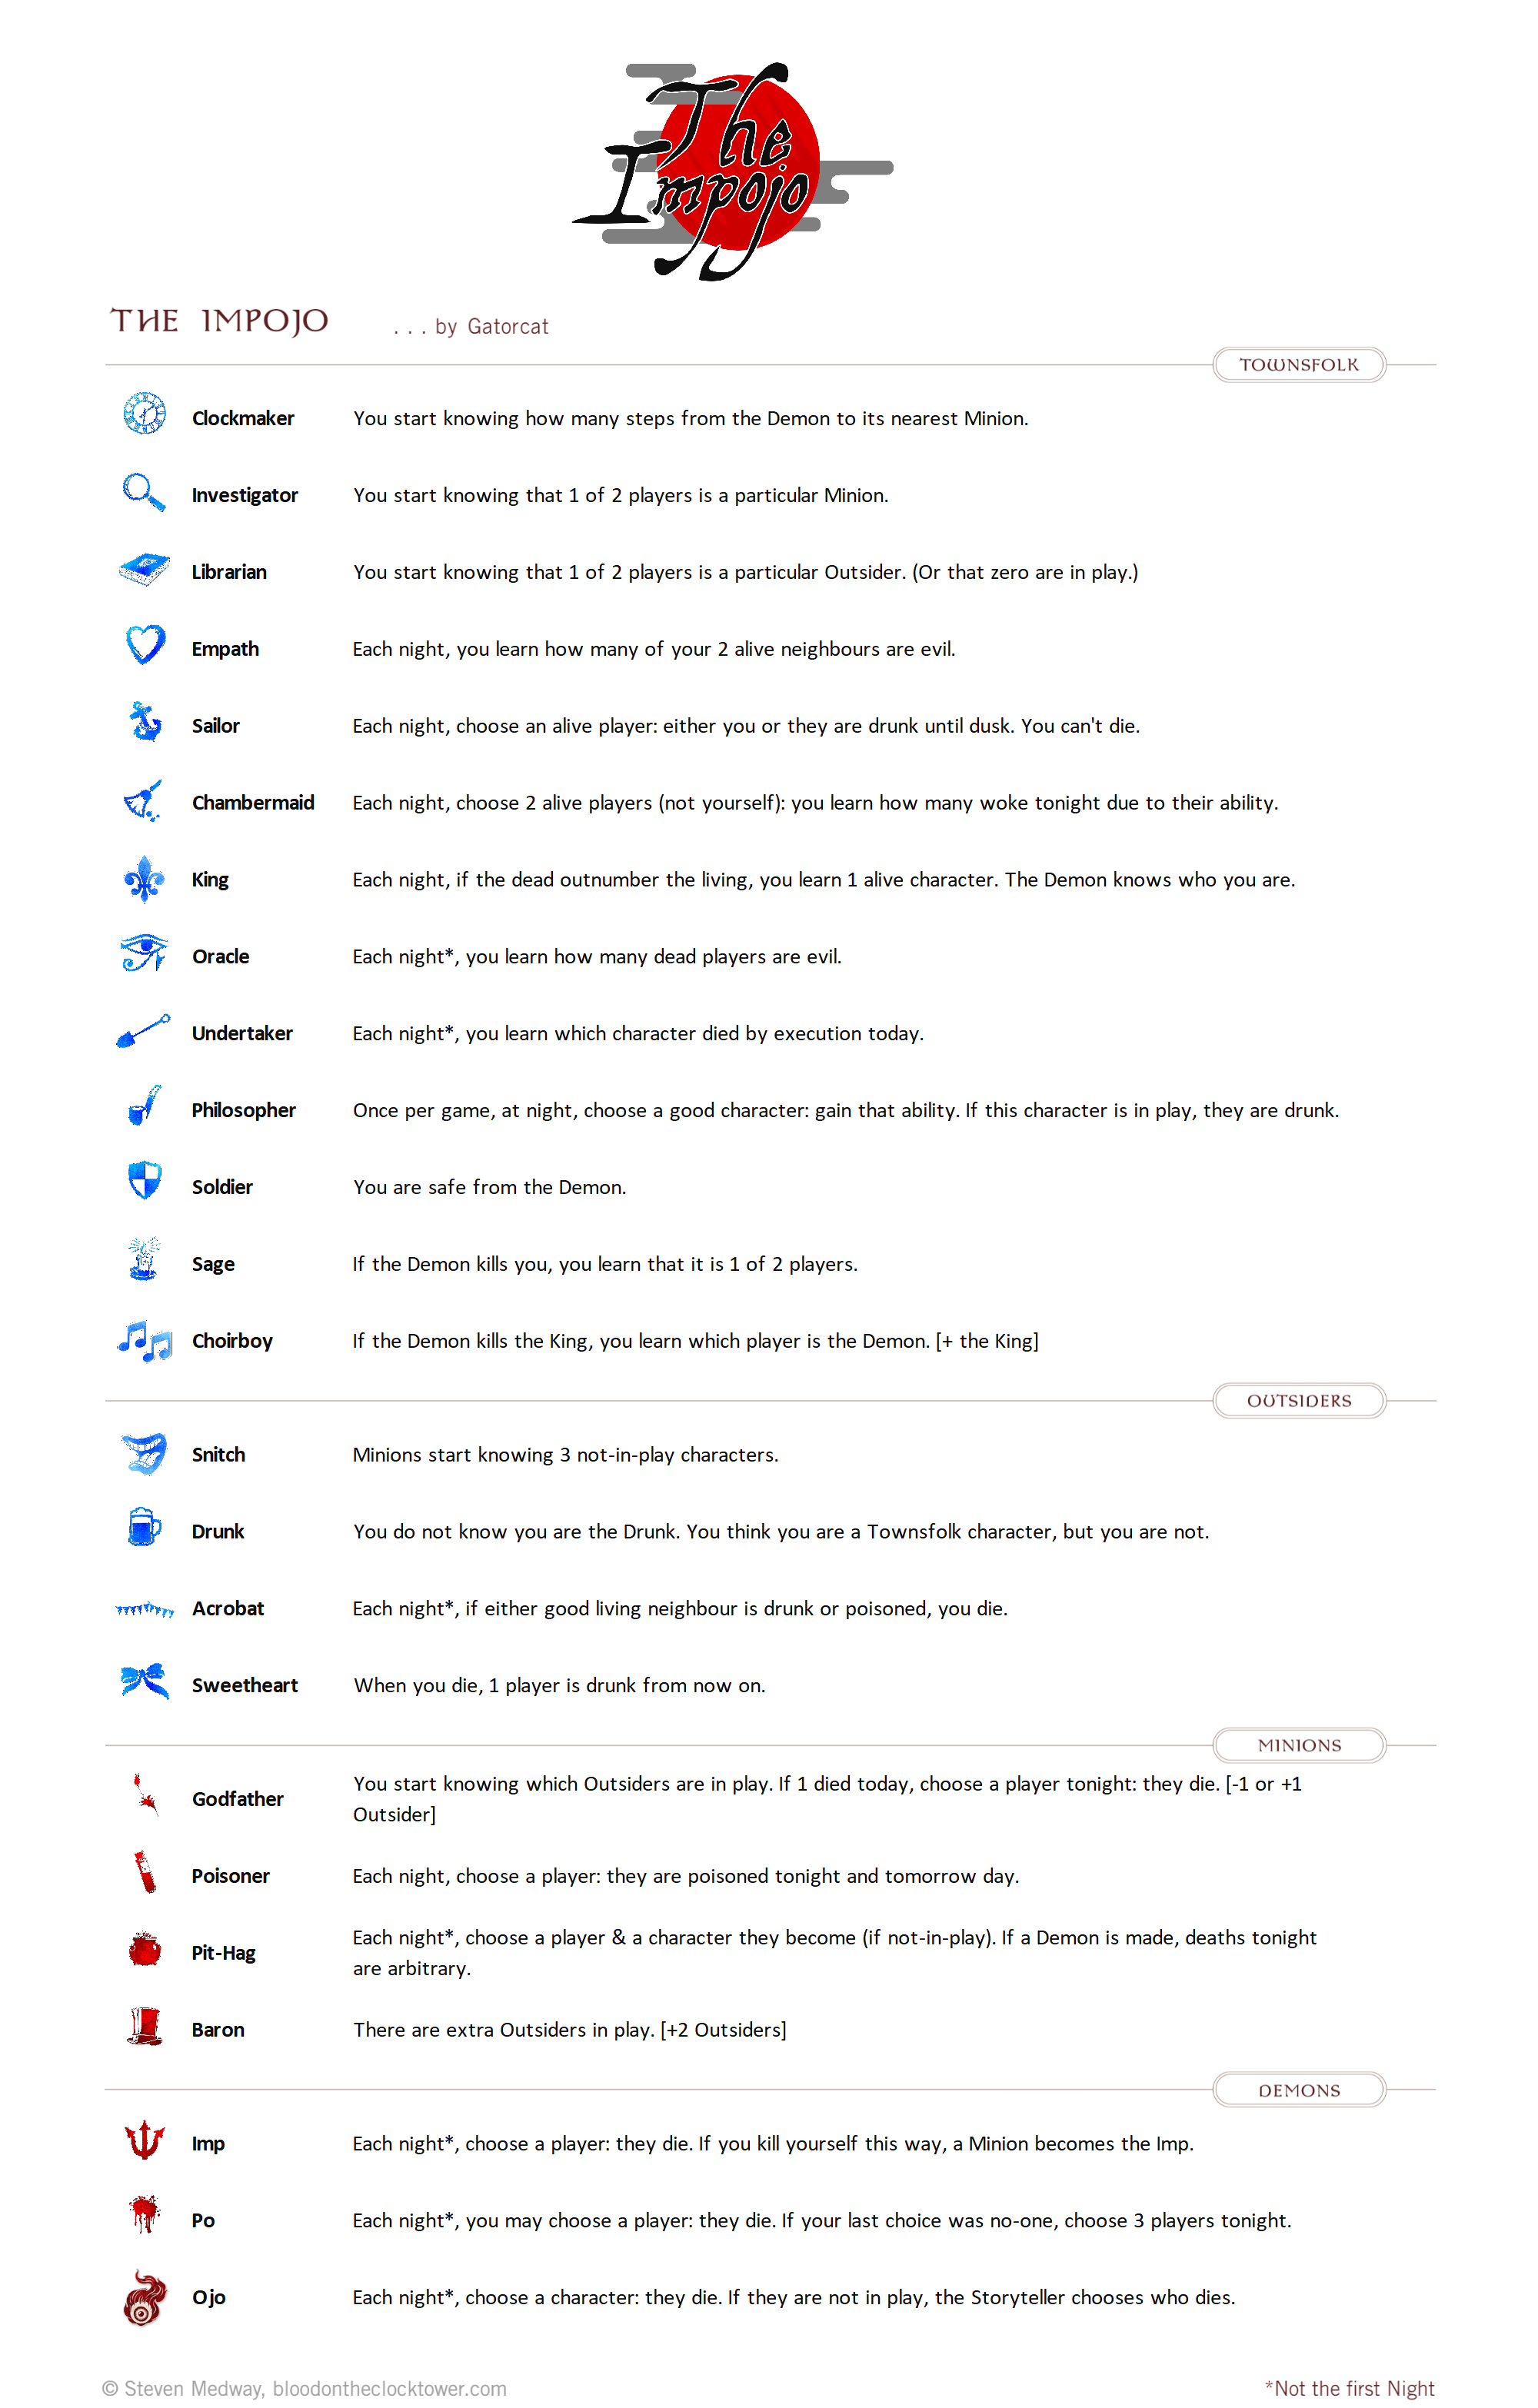 The
Impojo
THE IMPOJO . . . by Gatorcat
TOWNSFOLK
Clockmaker You start knowing how many steps from the Demon to its nearest Minion.
Investigator You start knowing that 1 of 2 players is a particular Minion.
Librarian You start knowing that 1 of 2 players is a particular Outsider. (Or that zero are in play.)
Empath Each night, you learn how many of your 2 alive neighbours are evil.
Sailor Each night, choose an alive player: either you or they are drunk until dusk. You can't die.
Chambermaid Each night, choose 2 alive players (not yourself): you learn how many woke tonight due to their ability.
King Each night, if the dead outnumber the living, you learn 1 alive character. The Demon knows who you are.
Oracle Each night*, you learn how many dead players are evil.
Undertaker Each night*, you learn which character died by execution today.
Philosopher Once per game, at night, choose a good character: gain that ability. If this character is in play, they are drunk.
Soldier You are safe from the Demon.
Sage If the Demon kills you, you learn that it is 1 of 2 players.
Choirboy If the Demon kills the King, you learn which player is the Demon. [+ the King]
OUTSIDERS
Snitch Minions start knowing 3 not-in-play characters.
Drunk You do not know you are the Drunk. You think you are a Townsfolk character, but you are not.
Acrobat Each night*, if either good living neighbour is drunk or poisoned, you die.
Sweetheart When you die, 1 player is drunk from now on.
MINIONS
Godfather You start knowing which Outsiders are in play. If 1 died today, choose a player tonight: they die. [-1 or +1
Outsider]
Poisoner Each night, choose a player: they are poisoned tonight and tomorrow day.
Pit-Hag Each night*, choose a player & a character they become (if not-in-play). If a Demon is made, deaths tonight
are arbitrary.
Baron There are extra Outsiders in play. [+2 Outsiders]
DEMONS
Imp Each night*, choose a player: they die. If you kill yourself this way, a Minion becomes the Imp.
Po Each night*, you may choose a player: they die. If your last choice was no-one, choose 3 players tonight.
Ojo Each night*, choose a character: they die. If they are not in play, the Storyteller chooses who dies.
© Steven Medway, bloodontheclocktower.com *Not the first Night